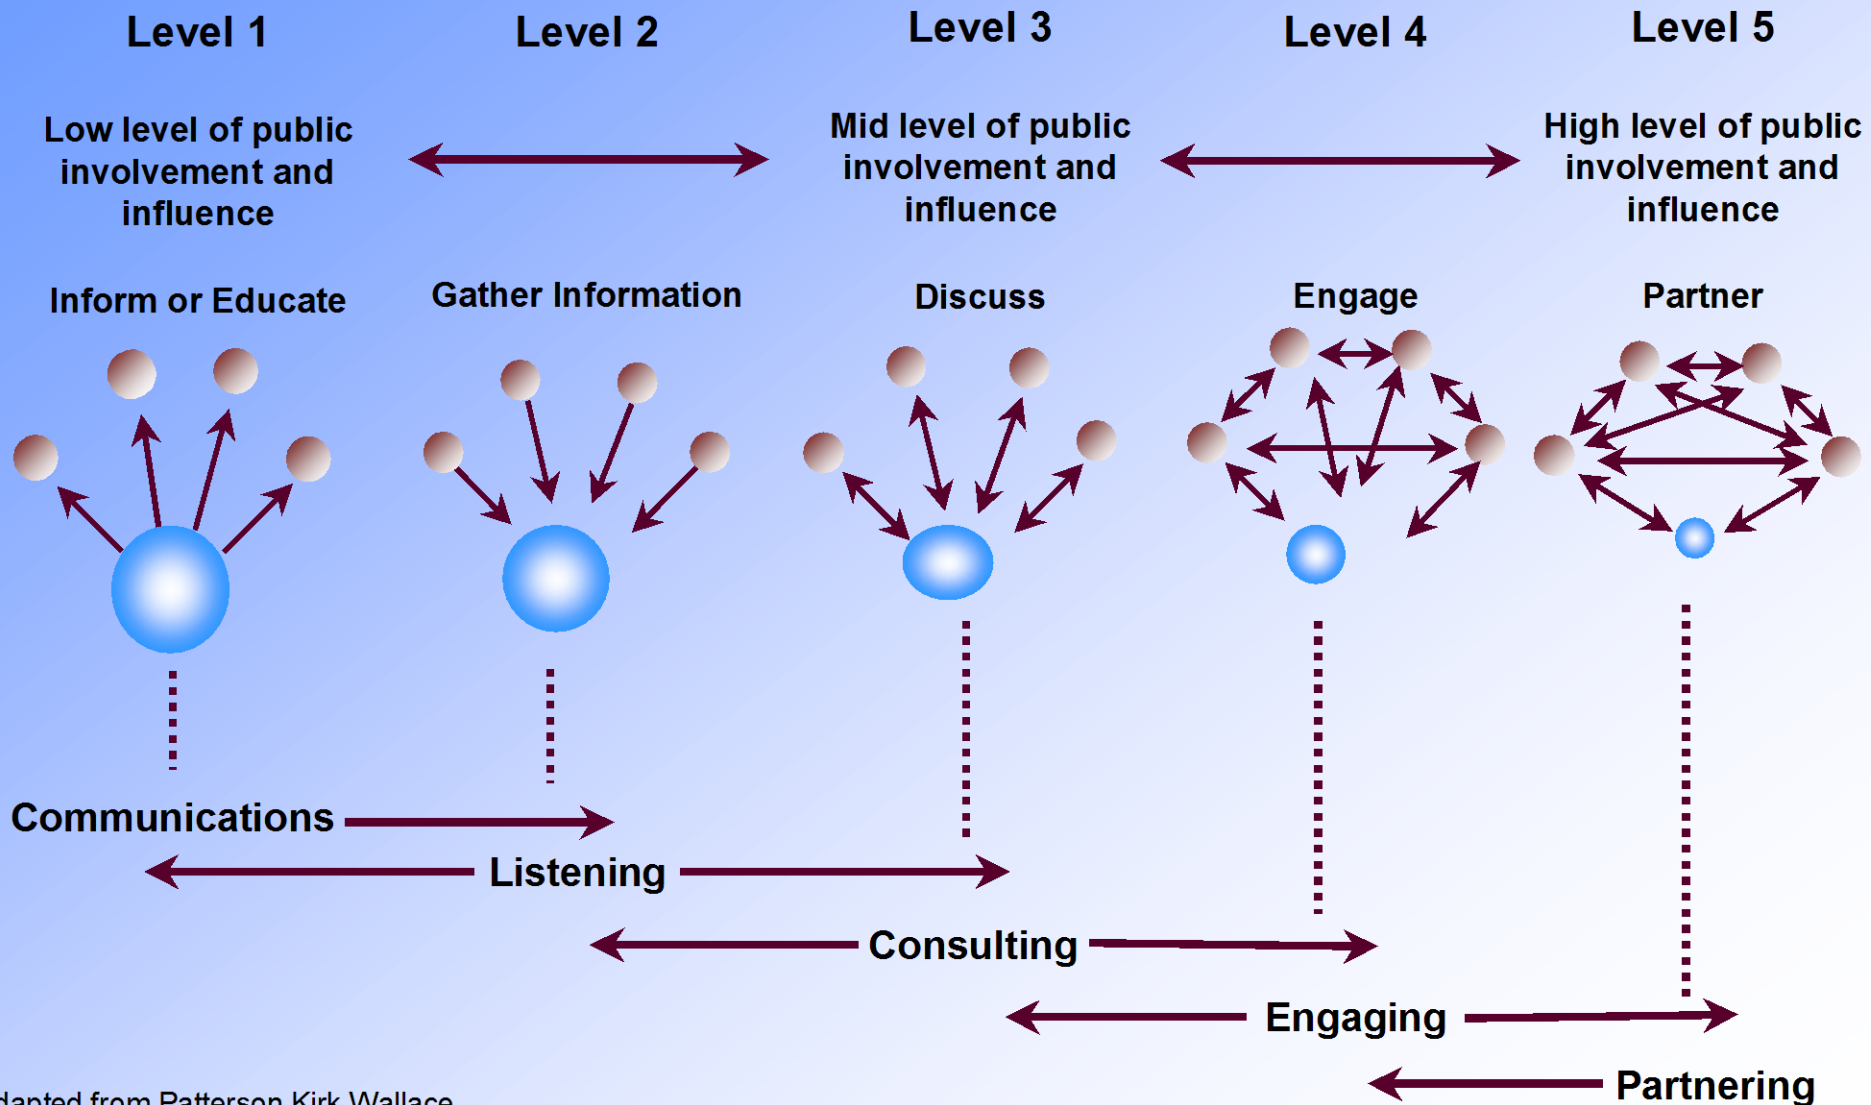 Level 1
Level 2
Level 3
Level 4
Level 5
Low level of public
involvement and
influence
Mid level of public
involvement and
influence
High level of public
involvement and
influence
Inform or Educate
Gather Information
Discuss
Engage
Partner
Communications
Listening
Consulting
Engaging
Partnering
dapted from Patterson Kirk Wallace